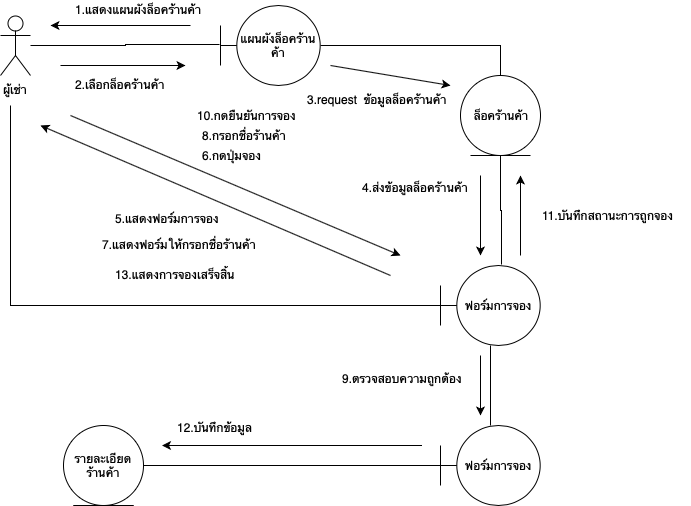 1.แสดงแผนผังล็อคร้านค้า
แผนผังล็อคร้าน
ค้า
ผู้เช่า
2.เลือกล็อคร้านค้า
3.request ข้อมูลล็อคร้านค้า
ล็อคร้านค้า
10.กดยืนยันการจอง
8.กรอกชื่อร้านค้า
6.กดปุ่มจอง
4.ส่งข้อมูลล็อคร้านค้า
11.บันทึกสถานะการถูกจอง
5.แสดงฟอร์มการจอง
7.แสดงฟอร์มให้กรอกชื่อร้านค้า
13.แสดงการจองเสร็จสิ้น
ฟอร์มการจอง
9.ตรวจสอบความถูกต้อง
12.บันทึกข้อมูล
รายละเอียด
ร้านค้า
ฟอร์มการจอง